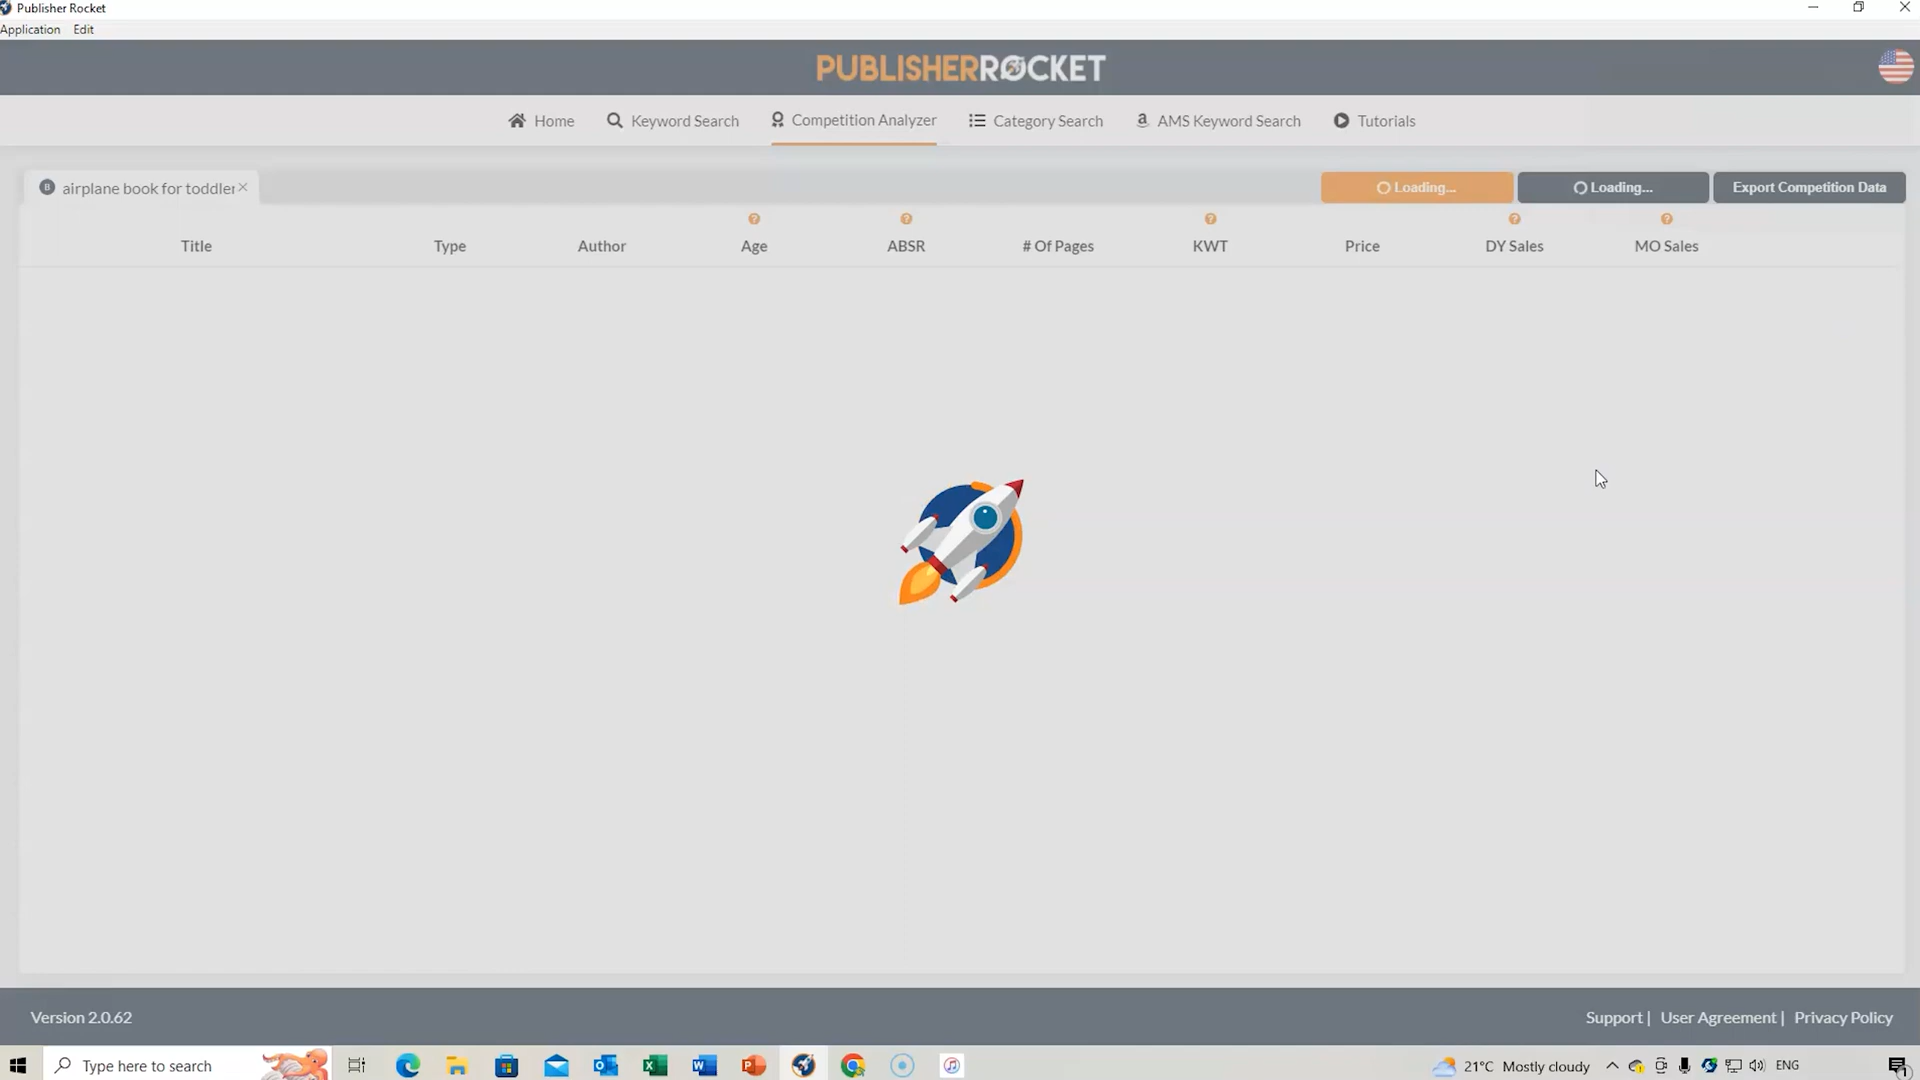 Publisher Rocket
Application Edit
PUBLISHERROCKET
Home Keyword Search Competition Analyzer Category Search AMS Keyword Search Tutorials
B airplane book for toddler Loading... Loading... Export Competition Data
? ? ? ? ?
Title Type Author Age ABSR # Of Pages KWT Price DY Sales MO Sales
Version 2.0.62 Support | User Agreement | Privacy Policy
Type here to search 21°C Mostly cloudy ENG